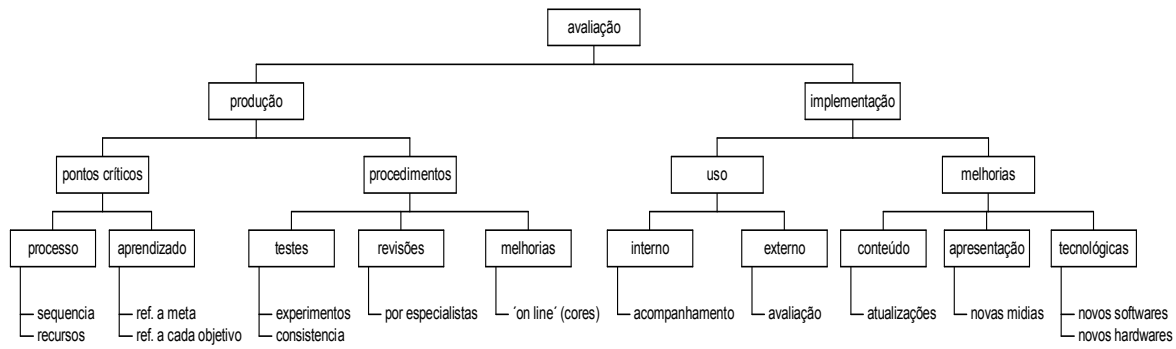 avaliação
produção
implementação
pontos críticos
procedimentos
uso
melhorias
processo
aprendizado
testes
revisões
melhorias
interno
externo
conteúdo
apresentação
tecnológicas
sequencia
ref. a meta
experimentos
por especialistas
´on line´ (cores)
acompanhamento
avaliação
atualizações
novas midias
novos softwares
recursos
ref. a cada objetivo
consistencia
novos hardwares